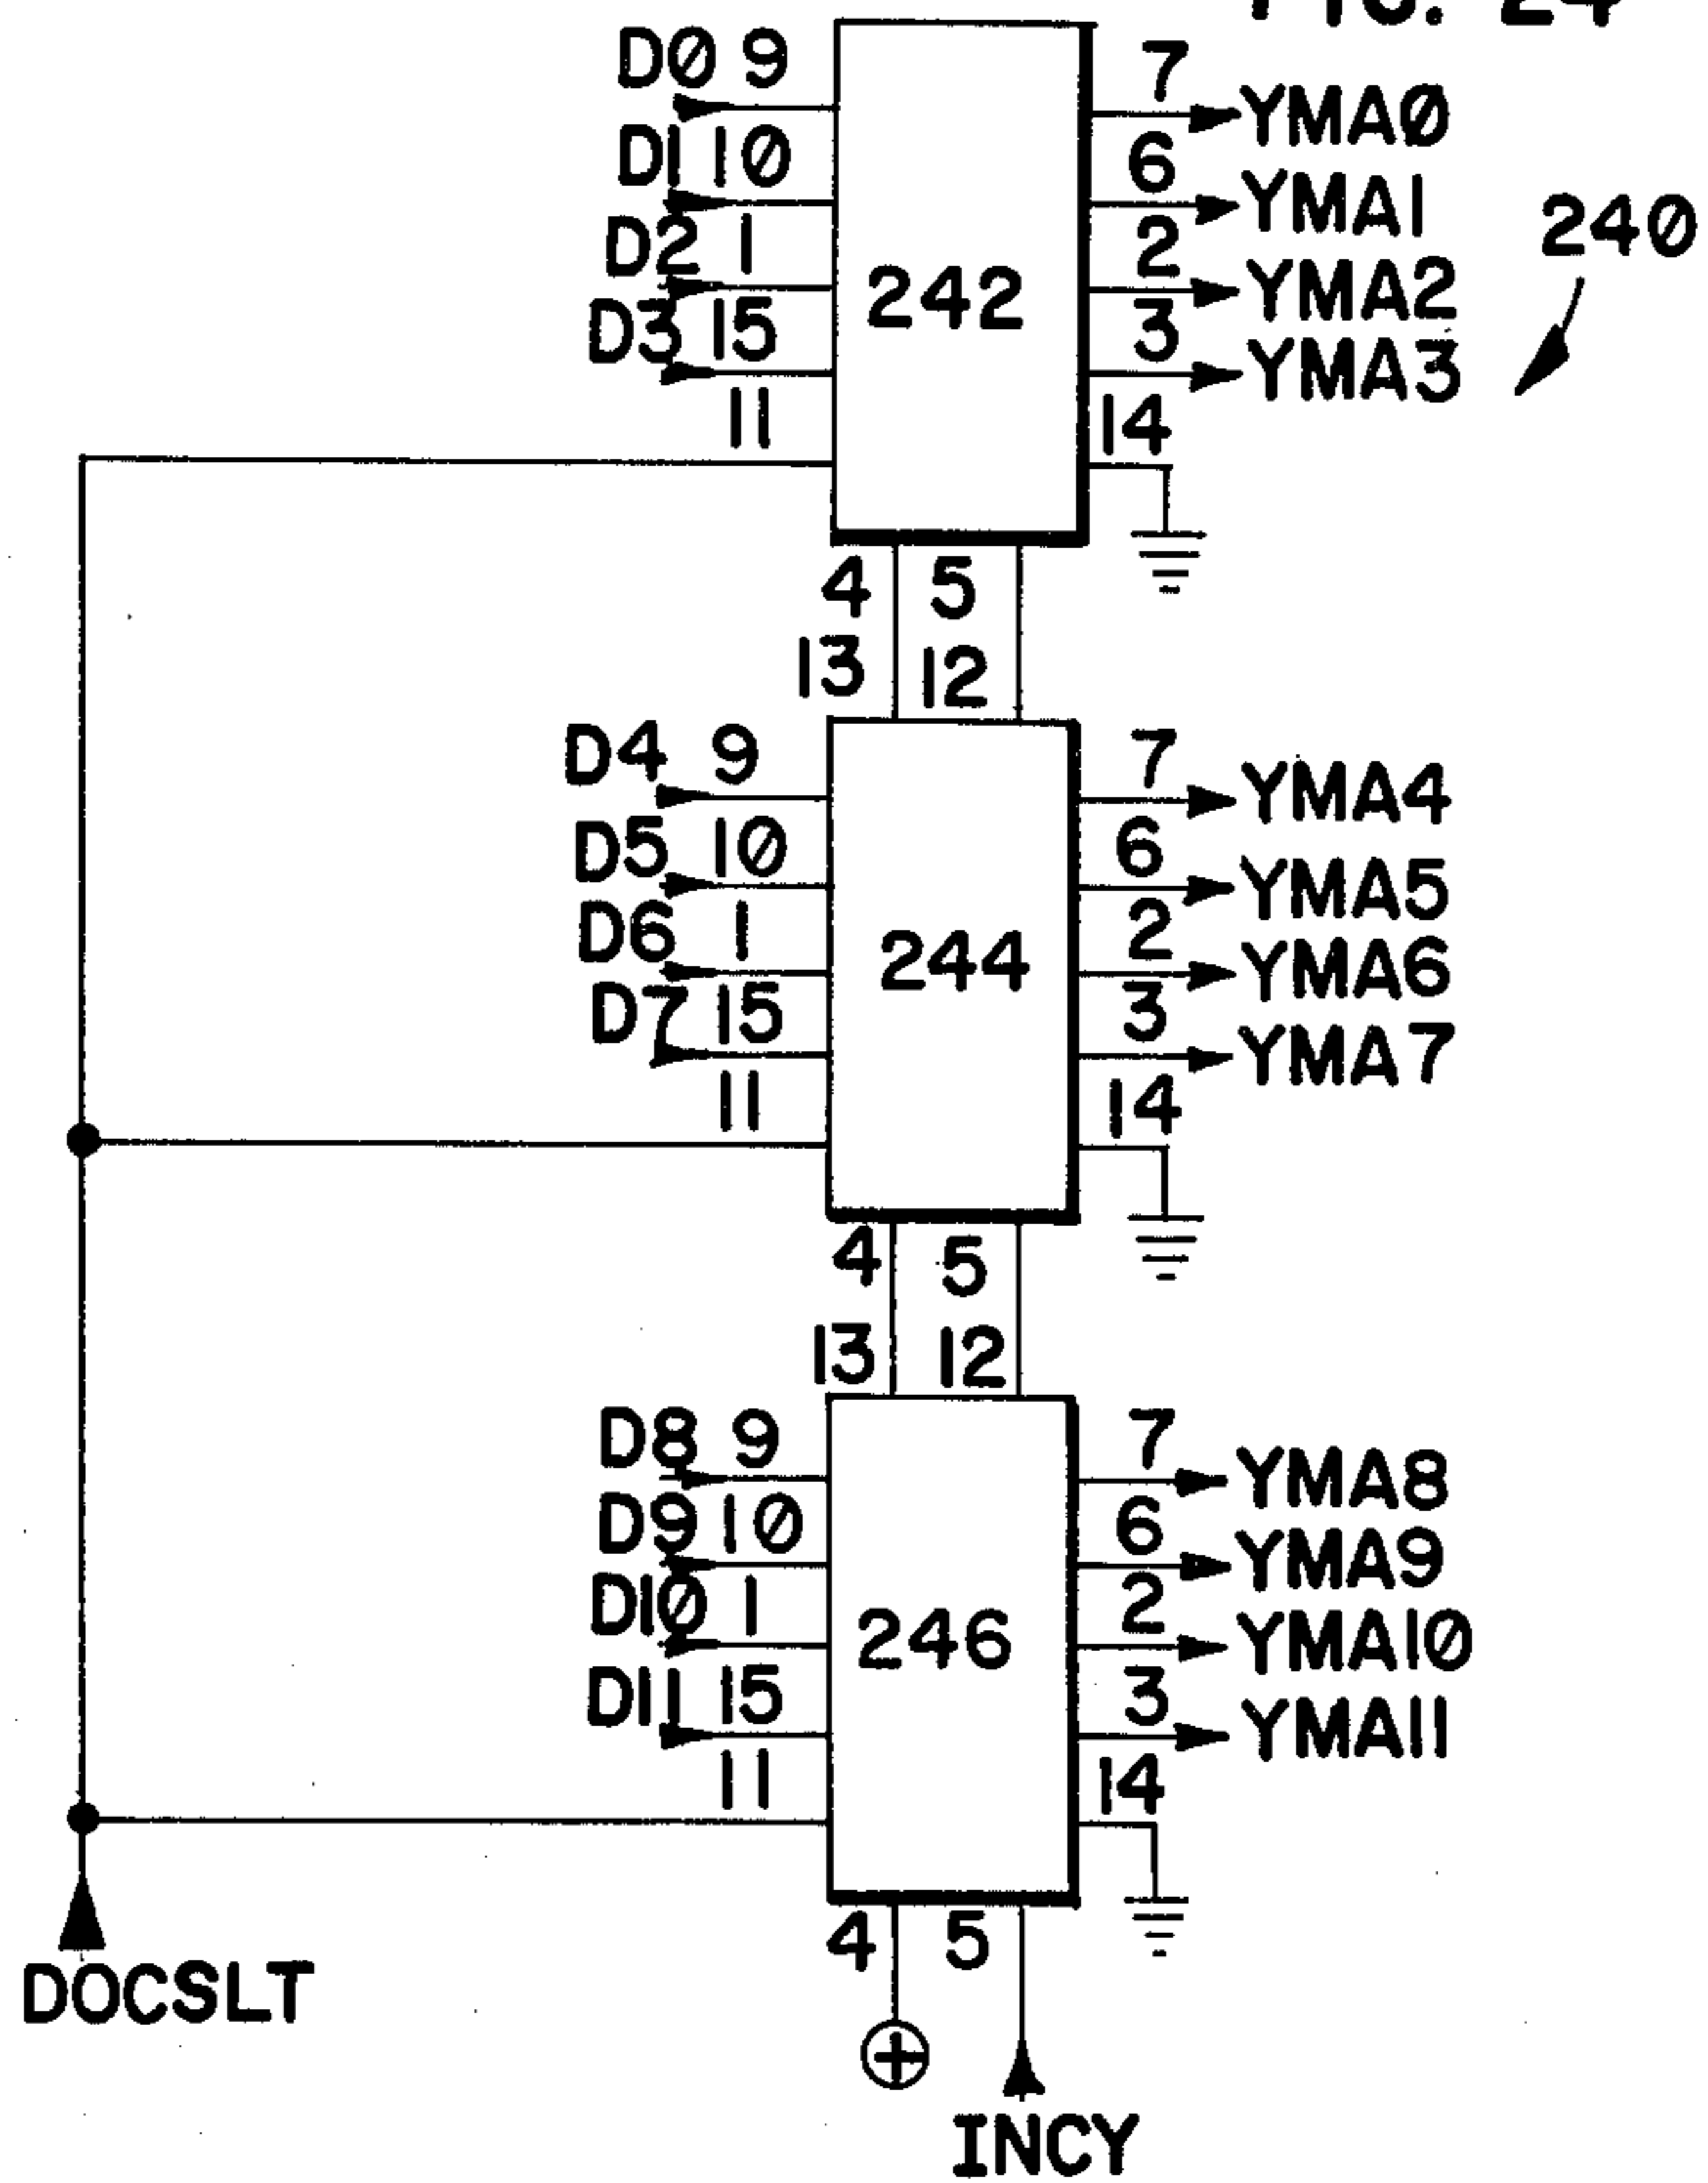 FIG. 24
D0 9
7 YMA0
D1 10
6 YMA1
240
D2 1
242
2 YMA2
D3 15
3 YMA3
11
14
4 5
13 12
D4 9
7 YMA4
D5 10
6 YMA5
D6 1
244
2 YMA6
D7 15
3 YMA7
11
14
4 5
13 12
D8 9
7 YMA8
D9 10
6 YMA9
D10 1
246
2 YMA10
D11 15
3 YMA11
11
14
4 5
DOCSLT
+
INCY